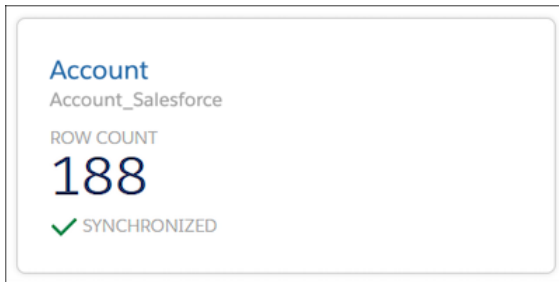 Account
Account_Salesforce
ROW COUNT
188
SYNCHRONIZED